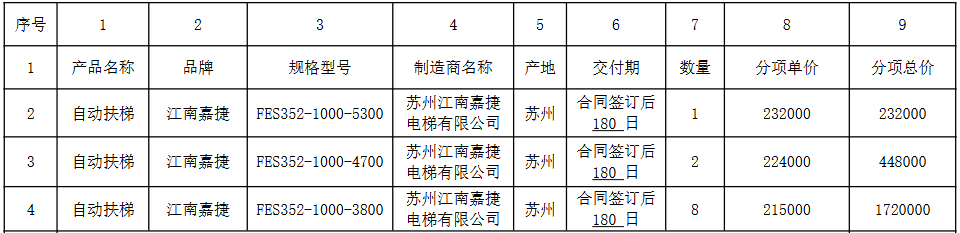 序号 1 2 3 4 5 6 7 8 9
1 产品名称 品牌 规格型号 制造商名称 产地 交付期 数量 分项单价 分项总价
2 自动扶梯 江南嘉捷 FES352-1000-5300 苏州江南嘉捷电梯有限公司 苏州 合同签订后 180 日 1 232000 232000
3 自动扶梯 江南嘉捷 FES352-1000-4700 苏州江南嘉捷电梯有限公司 苏州 合同签订后 180 日 2 224000 448000
4 自动扶梯 江南嘉捷 FES352-1000-3800 苏州江南嘉捷电梯有限公司 苏州 合同签订后 180 日 8 215000 1720000